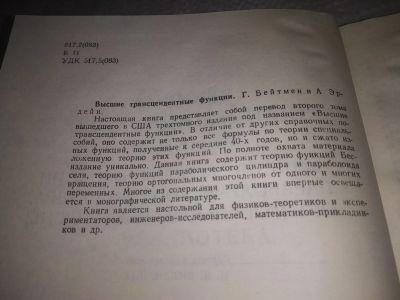 517.2(083)
Б 11
УДК 517.5(083)
Высшие трансцендентные функции. Г. Бейтмен и А. Эр-
дейи.
Настоящая книга представляет собой перевод второго тома
вышедшего в США трехтомного издания под названием «Высшие
трансцендентные функции». В отличие от других справочных по-
собий, оно содержит не только все формулы по теории специаль-
ных функций, полученные к середине 40-х годов, но и сжато из-
ложенную теорию этих функций. По полноте охвата материала
издание уникально. Данная книга содержит теорию функций Бес-
селя, теорию функций параболического цилиндра и параболоида
вращения, теорию ортогональных многочленов от одного и многих
переменных. Многое из содержания этой книги впервые освеща-
ется в монографической литературе.
Книга является настольной для физиков-теоретиков и экспе-
риментаторов, инженеров-исследователей, математиков-прикладни-
ков и др.